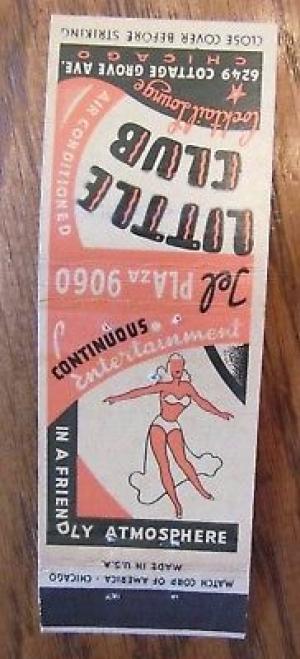 CLOSE COVER BEFORE STRIKING
6249 COTTAGE GROVE AVE.
CHICAGO
Cocktail Lounge
AIR CONDITIONED
LITTLE
CLUB
Tel PLAZA 9060
CONTINUOUS
Entertainment
IN A FRIENDLY ATMOSPHERE
MADE IN U.S.A.
MATCH CORP OF AMERICA - CHICAGO